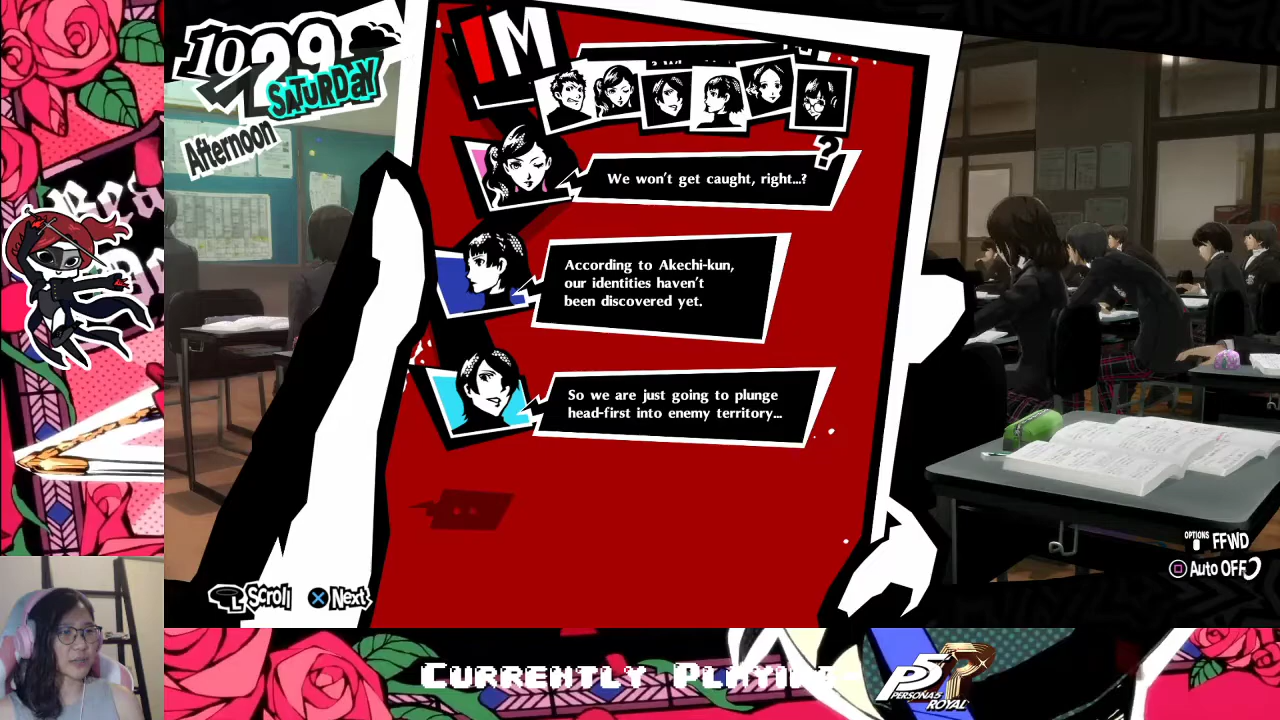 10/29
SATURDAY
Afternoon
IM
?
We won't get caught, right...?
According to Akechi-kun,
our identities haven't
been discovered yet.
So we are just going to plunge
head-first into enemy territory...
L Scroll
Next
OPTIONS FFWD
Auto OFF
Currently Playing
P5R
PERSONA5
ROYAL